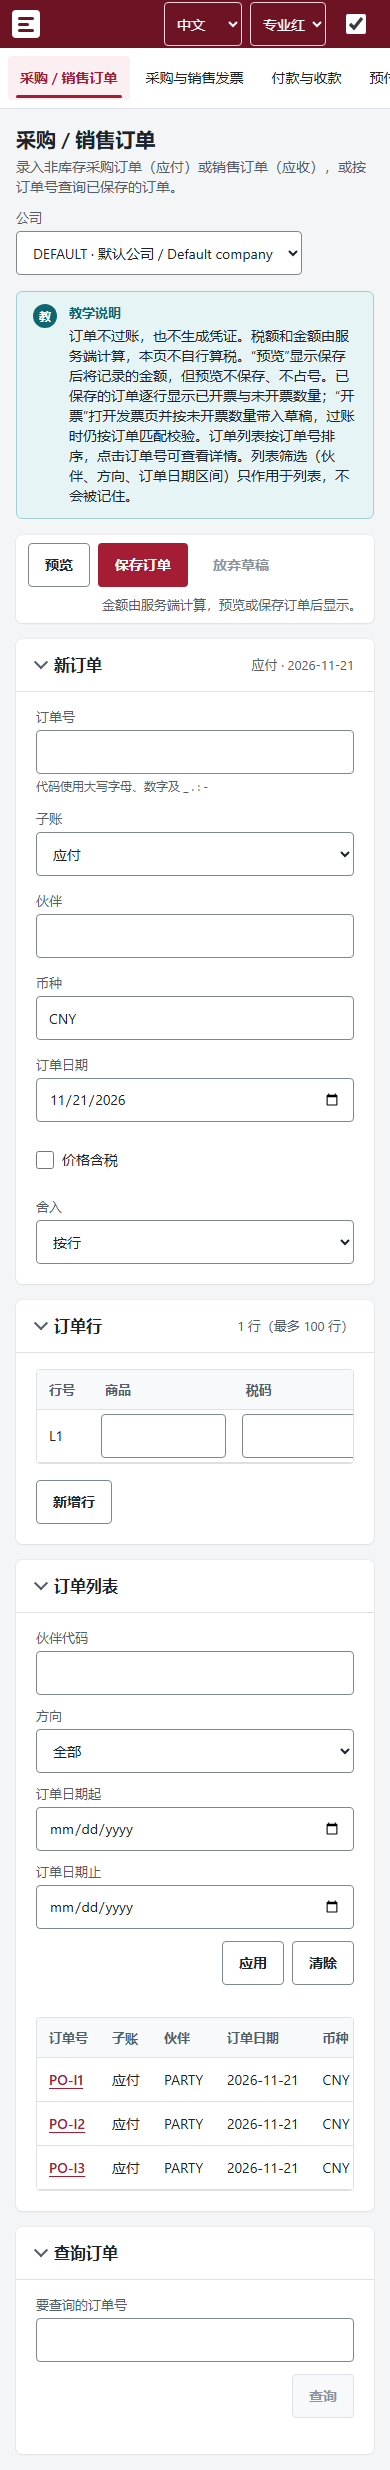 中文 专业红
采购 / 销售订单 采购与销售发票 付款与收款
采购 / 销售订单
录入非库存采购订单（应付）或销售订单（应收），或按
订单号查询已保存的订单。
公司
DEFAULT · 默认公司 / Default company
教 教学说明
订单不过账，也不生成凭证。税额和金额由服
务端计算，本页不自行算税。“预览”显示保存
后将记录的金额，但预览不保存、不占号。已
保存的订单逐行显示已开票与未开票数量；“开
票”打开发票页并按未开票数量带入草稿，过账
时仍按订单匹配校验。订单列表按订单号排
序，点击订单号可查看详情。列表筛选（伙
伴、方向、订单日期区间）只作用于列表，不
会被记住。
预览 保存订单 放弃草稿
金额由服务端计算，预览或保存订单后显示。
新订单 应付 · 2026-11-21
订单号
代码使用大写字母、数字及 _ . : -
子账
应付
伙伴
币种
CNY
订单日期
11/21/2026
价格含税
舍入
按行
订单行 1 行（最多 100 行）
行号 商品 税码
L1
新增行
订单列表
伙伴代码
方向
全部
订单日期起
mm/dd/yyyy
订单日期止
mm/dd/yyyy
应用 清除
订单号 子账 伙伴 订单日期 币种
PO-I1 应付 PARTY 2026-11-21 CNY
PO-I2 应付 PARTY 2026-11-21 CNY
PO-I3 应付 PARTY 2026-11-21 CNY
查询订单
要查询的订单号
查询